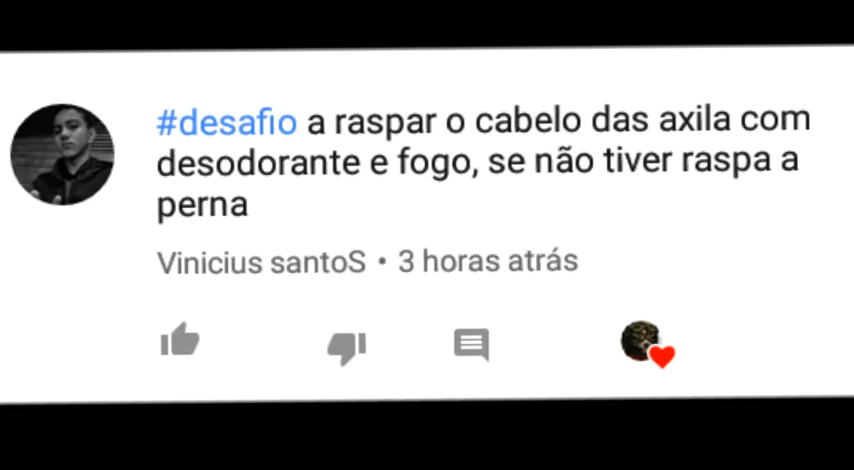 #desafio a raspar o cabelo das axila com
desodorante e fogo, se não tiver raspa a
perna
Vinicius santoS • 3 horas atrás